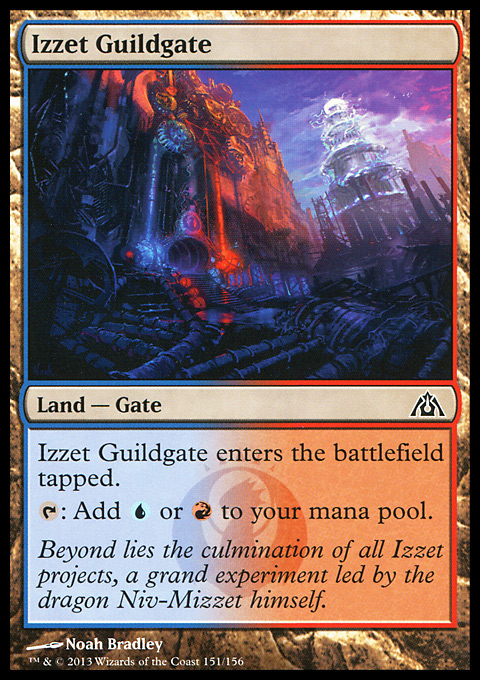 Izzet Guildgate
Land — Gate
Izzet Guildgate enters the battlefield
tapped.
: Add or to your mana pool.
Beyond lies the culmination of all Izzet
projects, a grand experiment led by the
dragon Niv-Mizzet himself.
Noah Bradley
™ & © 2013 Wizards of the Coast 151/156